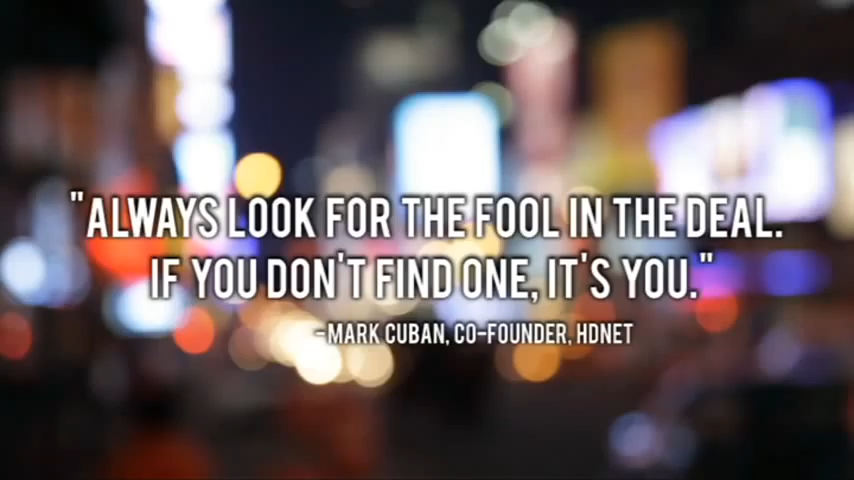 "ALWAYS LOOK FOR THE FOOL IN THE DEAL.
IF YOU DON'T FIND ONE, IT'S YOU."
-MARK CUBAN, CO-FOUNDER, HDNET